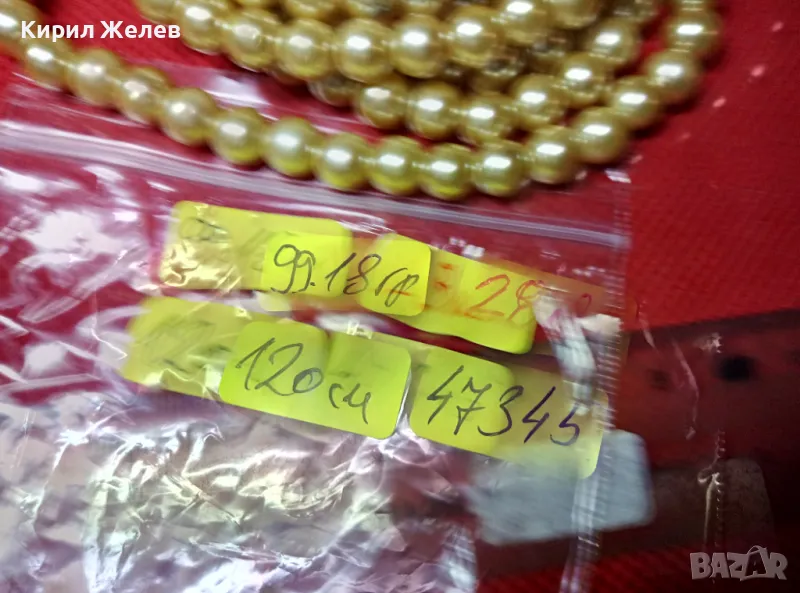 Кирил Желев
99.18гр
28
120см
47345
BAZAR